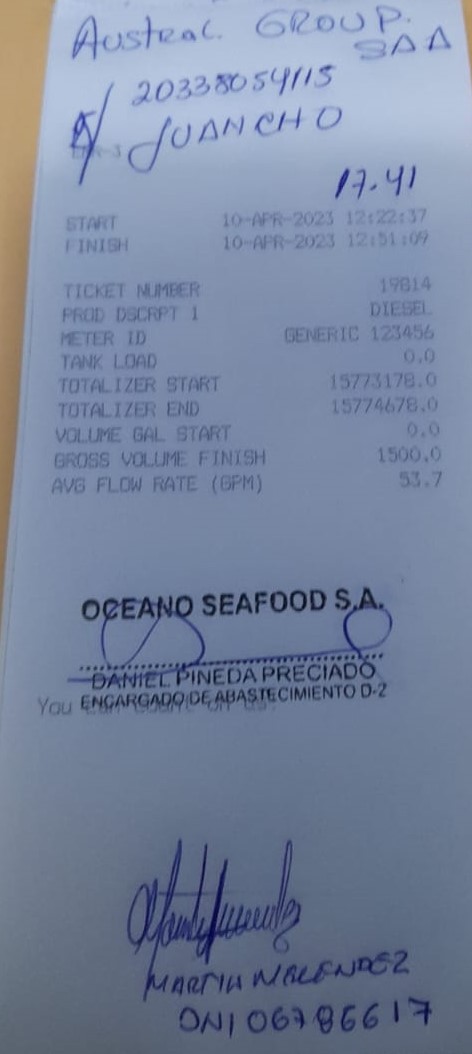 Austral. GROUP.
SAA
20338054115
JUANCHO
17.41
START 10-APR-2023 12:22:37
FINISH 10-APR-2023 12:51:09
TICKET NUMBER 19814
PROD DSCRPT 1 DIESEL
METER ID GENERIC 123456
TANK LOAD 0.0
TOTALIZER START 15773178.0
TOTALIZER END 15774678.0
VOLUME GAL START 0.0
GROSS VOLUME FINISH 1500.0
AVG FLOW RATE (GPM) 53.7
OCEANO SEAFOOD S.A.
DANIEL PINEDA PRECIADO
You
ENCARGADO DE ABASTECIMIENTO D-2
MARTIN MELENDEZ
DNI 06786617